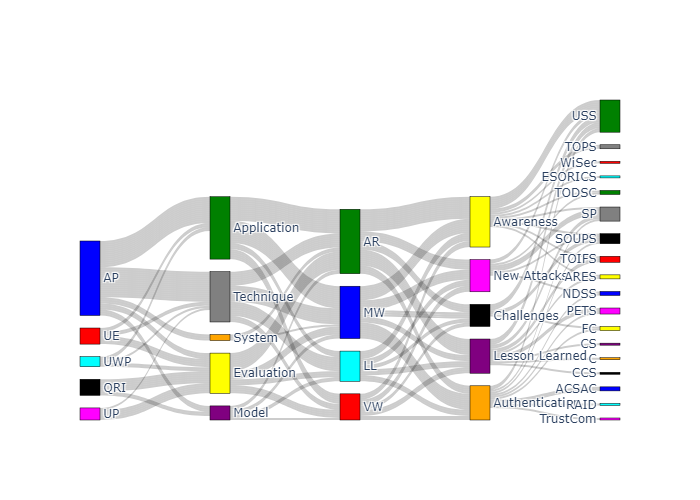 AP
UE
UWP
QRI
UP
Application
Technique
System
Evaluation
Model
AR
MW
LL
VW
Awareness
New Attacks
Challenges
Lesson Learned
USS
TOPS
WiSec
ESORICS
TODSC
SP
SOUPS
TOIFS
ARES
NDSS
PETS
FC
CS
C
CCS
ACSAC
RAID
TrustCom